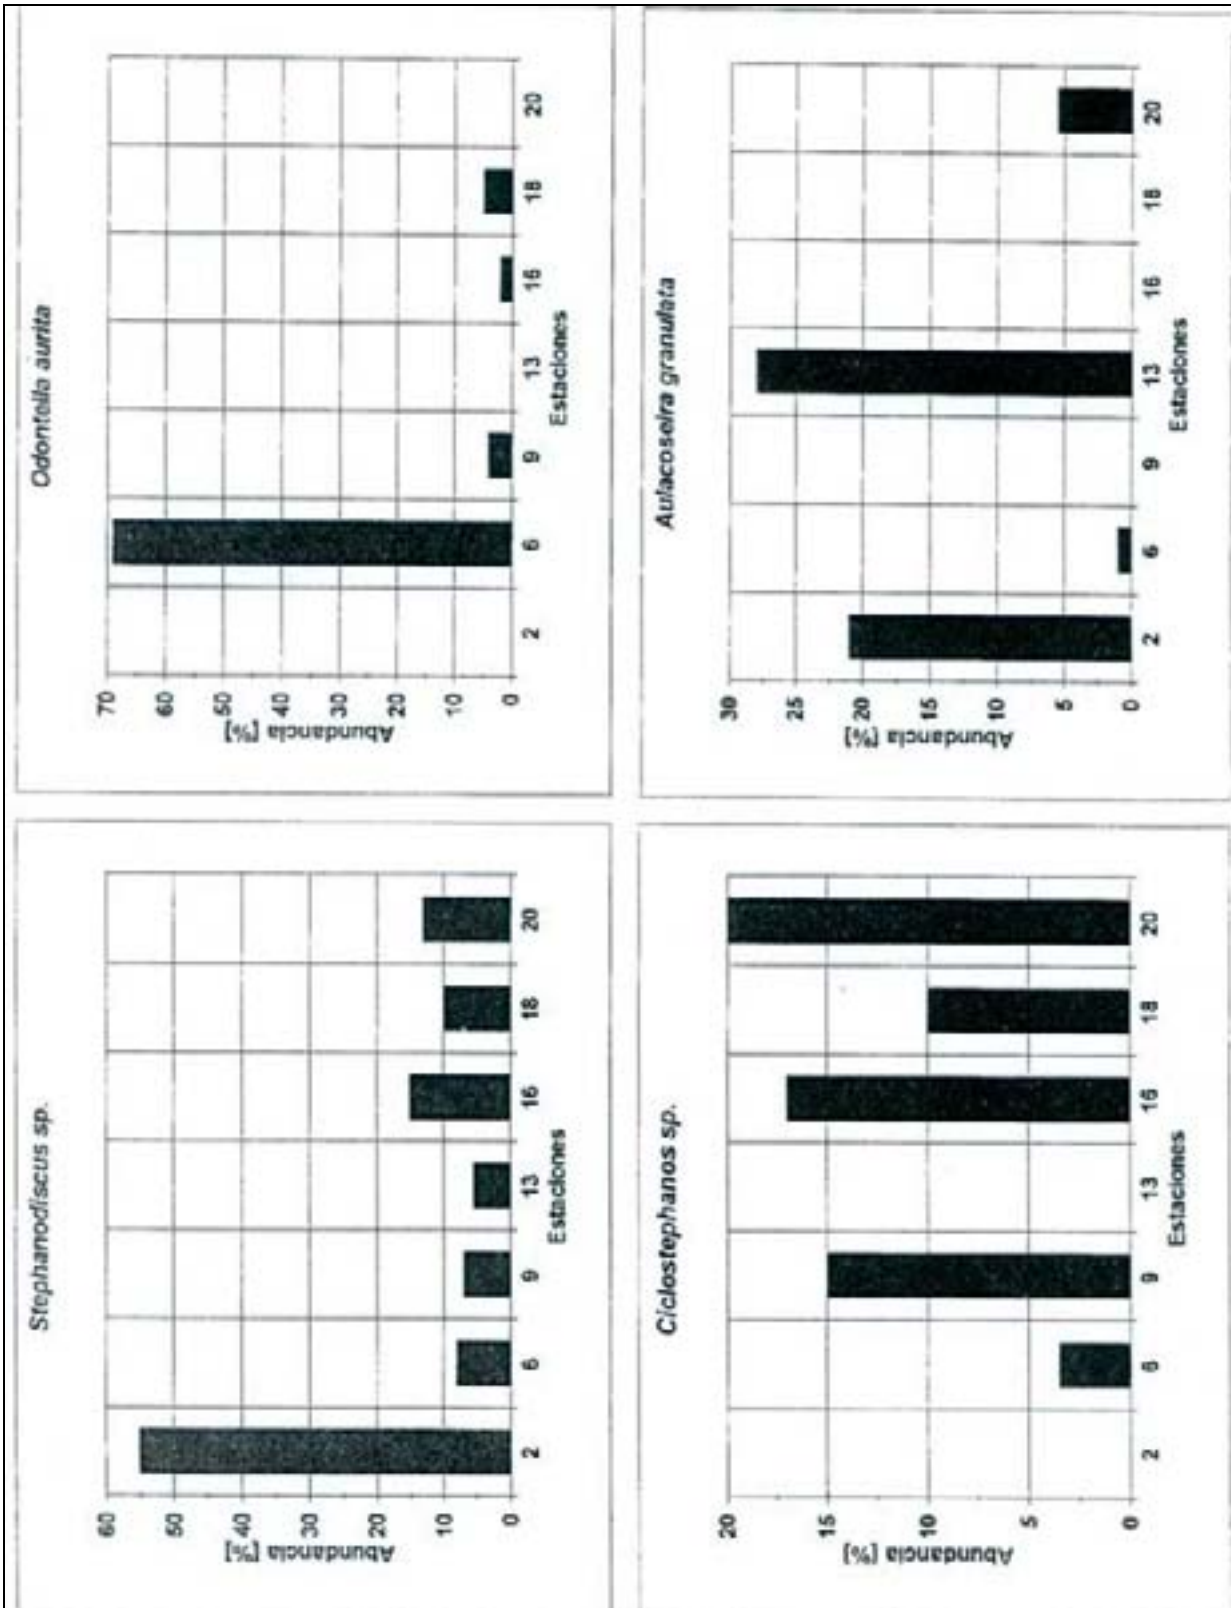 Stephanodiscus sp.
Abundancia [%]
60
50
40
30
20
10
0
2 6 9 13 16 18 20
Estaciones
Odontella aurita
Abundancia [%]
70
60
50
40
30
20
10
0
2 6 9 13 16 18 20
Estaciones
Ciclostephanos sp.
Abundancia [%]
20
15
10
5
0
2 6 9 13 16 18 20
Estaciones
Aulacoseira granulata
Abundancia [%]
30
25
20
15
10
5
0
2 6 9 13 16 18 20
Estaciones